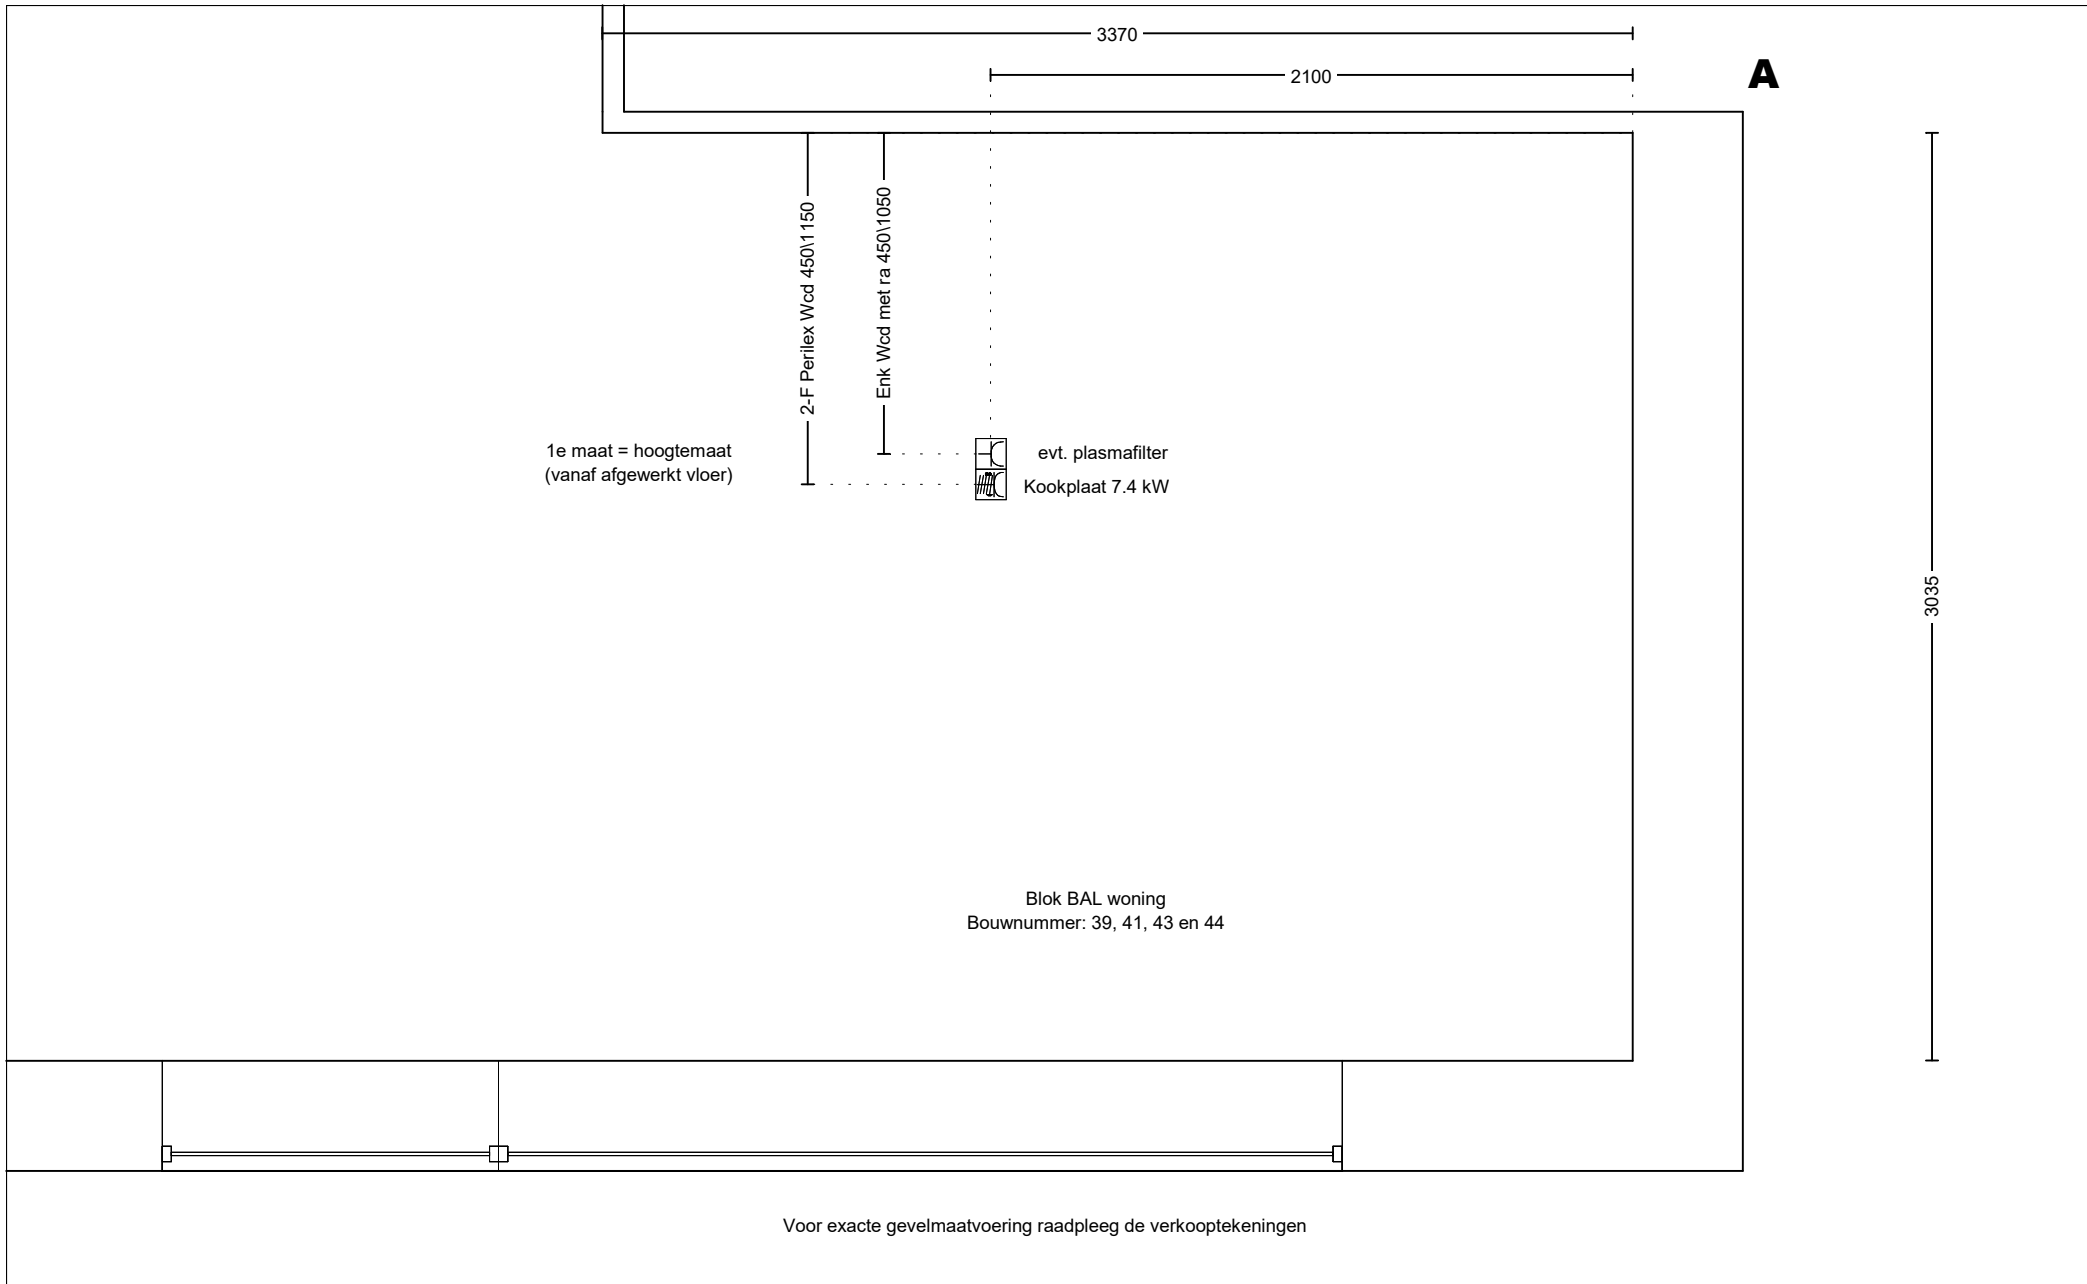 3370
2100
A
2-F Perilex Wcd 450\1150
Enk Wcd met ra 450\1050
1e maat = hoogtemaat
(vanaf afgewerkt vloer)
evt. plasmafilter
Kookplaat 7.4 kW
3035
Blok BAL woning
Bouwnummer: 39, 41, 43 en 44
Voor exacte gevelmaatvoering raadpleeg de verkooptekeningen